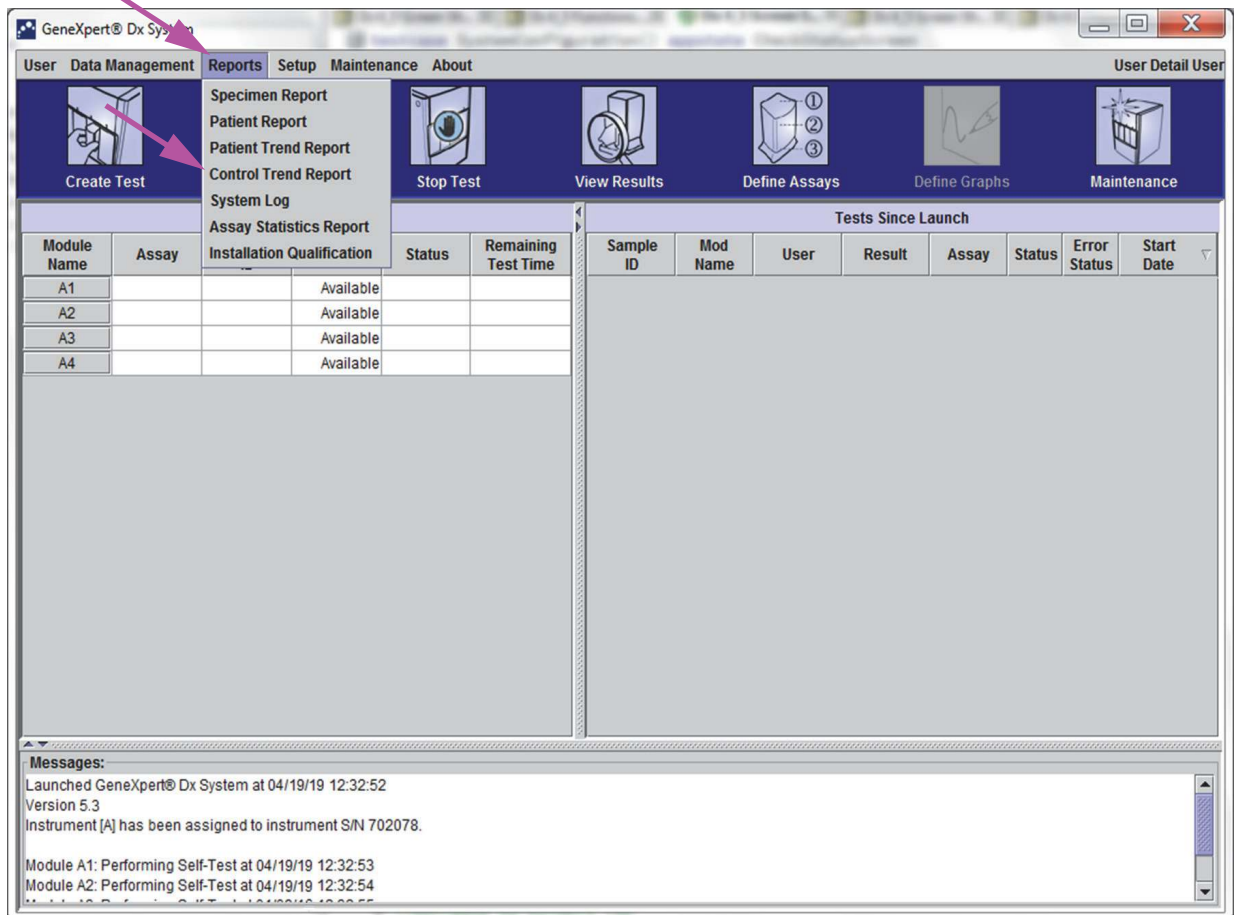 GeneXpert® Dx System
User Data Management Reports Setup Maintenance About User Detail User
Specimen Report
Patient Report
Patient Trend Report
Control Trend Report
System Log
Assay Statistics Report
Installation Qualification
Create Test Stop Test View Results Define Assays Define Graphs Maintenance
①
②
③
Tests Since Launch
Module Name Assay Status Remaining Test Time
Sample ID Mod Name User Result Assay Status Error Status Start Date
A1 Available
A2 Available
A3 Available
A4 Available
Messages:
Launched GeneXpert® Dx System at 04/19/19 12:32:52
Version 5.3
Instrument [A] has been assigned to instrument S/N 702078.
Module A1: Performing Self-Test at 04/19/19 12:32:53
Module A2: Performing Self-Test at 04/19/19 12:32:54